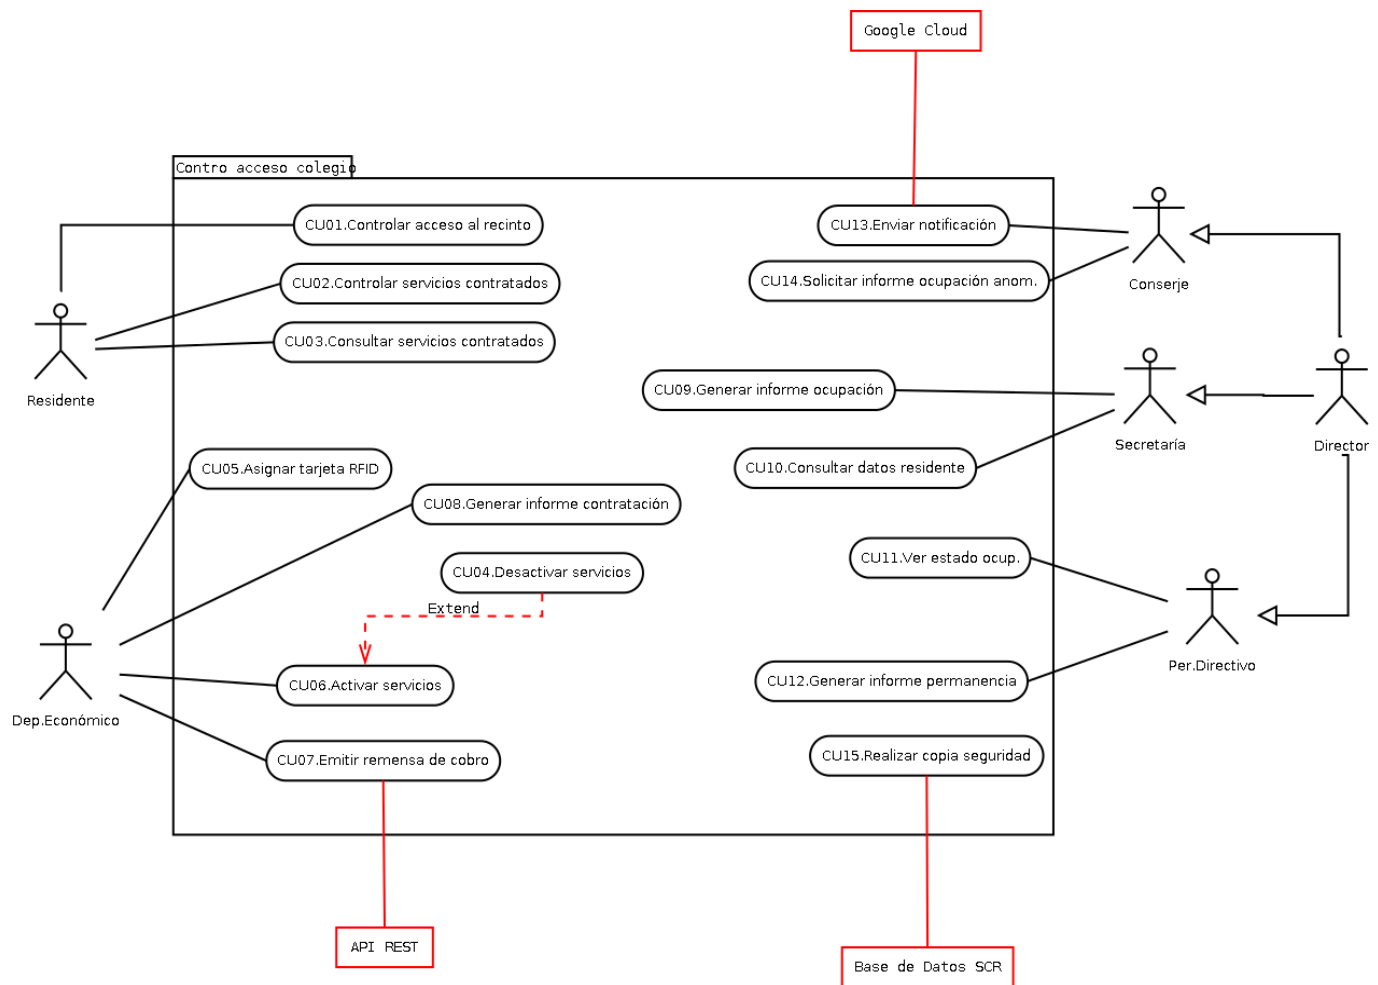 Google Cloud
Contro acceso colegio
CU01.Controlar acceso al recinto
CU13.Enviar notificación
CU02.Controlar servicios contratados
CU14.Solicitar informe ocupación anom.
Conserje
CU03.Consultar servicios contratados
Residente
CU09.Generar informe ocupación
Secretaría
Director
CU05.Asignar tarjeta RFID
CU10.Consultar datos residente
CU08.Generar informe contratación
CU04.Desactivar servicios
CU11.Ver estado ocup.
Extend
Per.Directivo
CU06.Activar servicios
CU12.Generar informe permanencia
Dep.Económico
CU07.Emitir remensa de cobro
CU15.Realizar copia seguridad
API REST
Base de Datos SCR